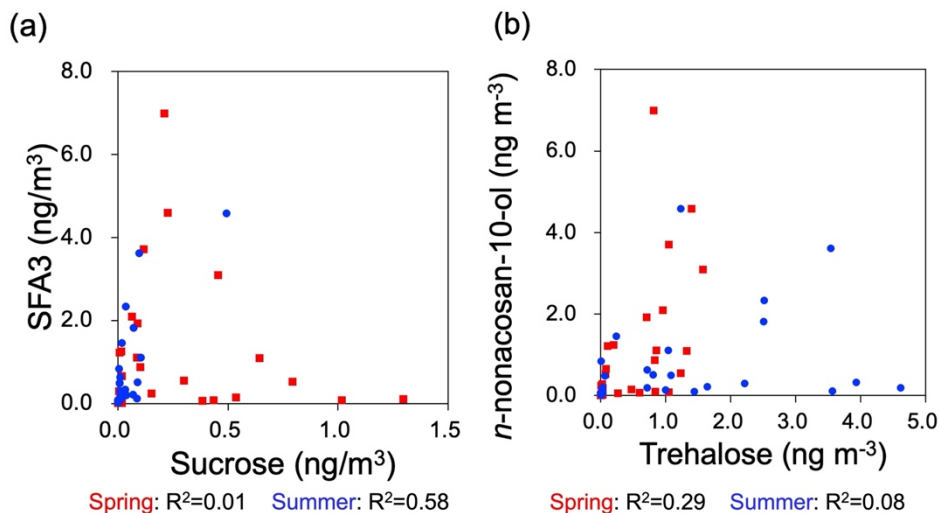 (a)
8.0
6.0
4.0
2.0
0.0
SFA3 (ng/m³)
0.0 0.5 1.0 1.5
Sucrose (ng/m³)
Spring: R²=0.01 Summer: R²=0.58
(b)
8.0
6.0
4.0
2.0
0.0
n-nonacosan-10-ol (ng m⁻³)
0.0 1.0 2.0 3.0 4.0 5.0
Trehalose (ng m⁻³)
Spring: R²=0.29 Summer: R²=0.08